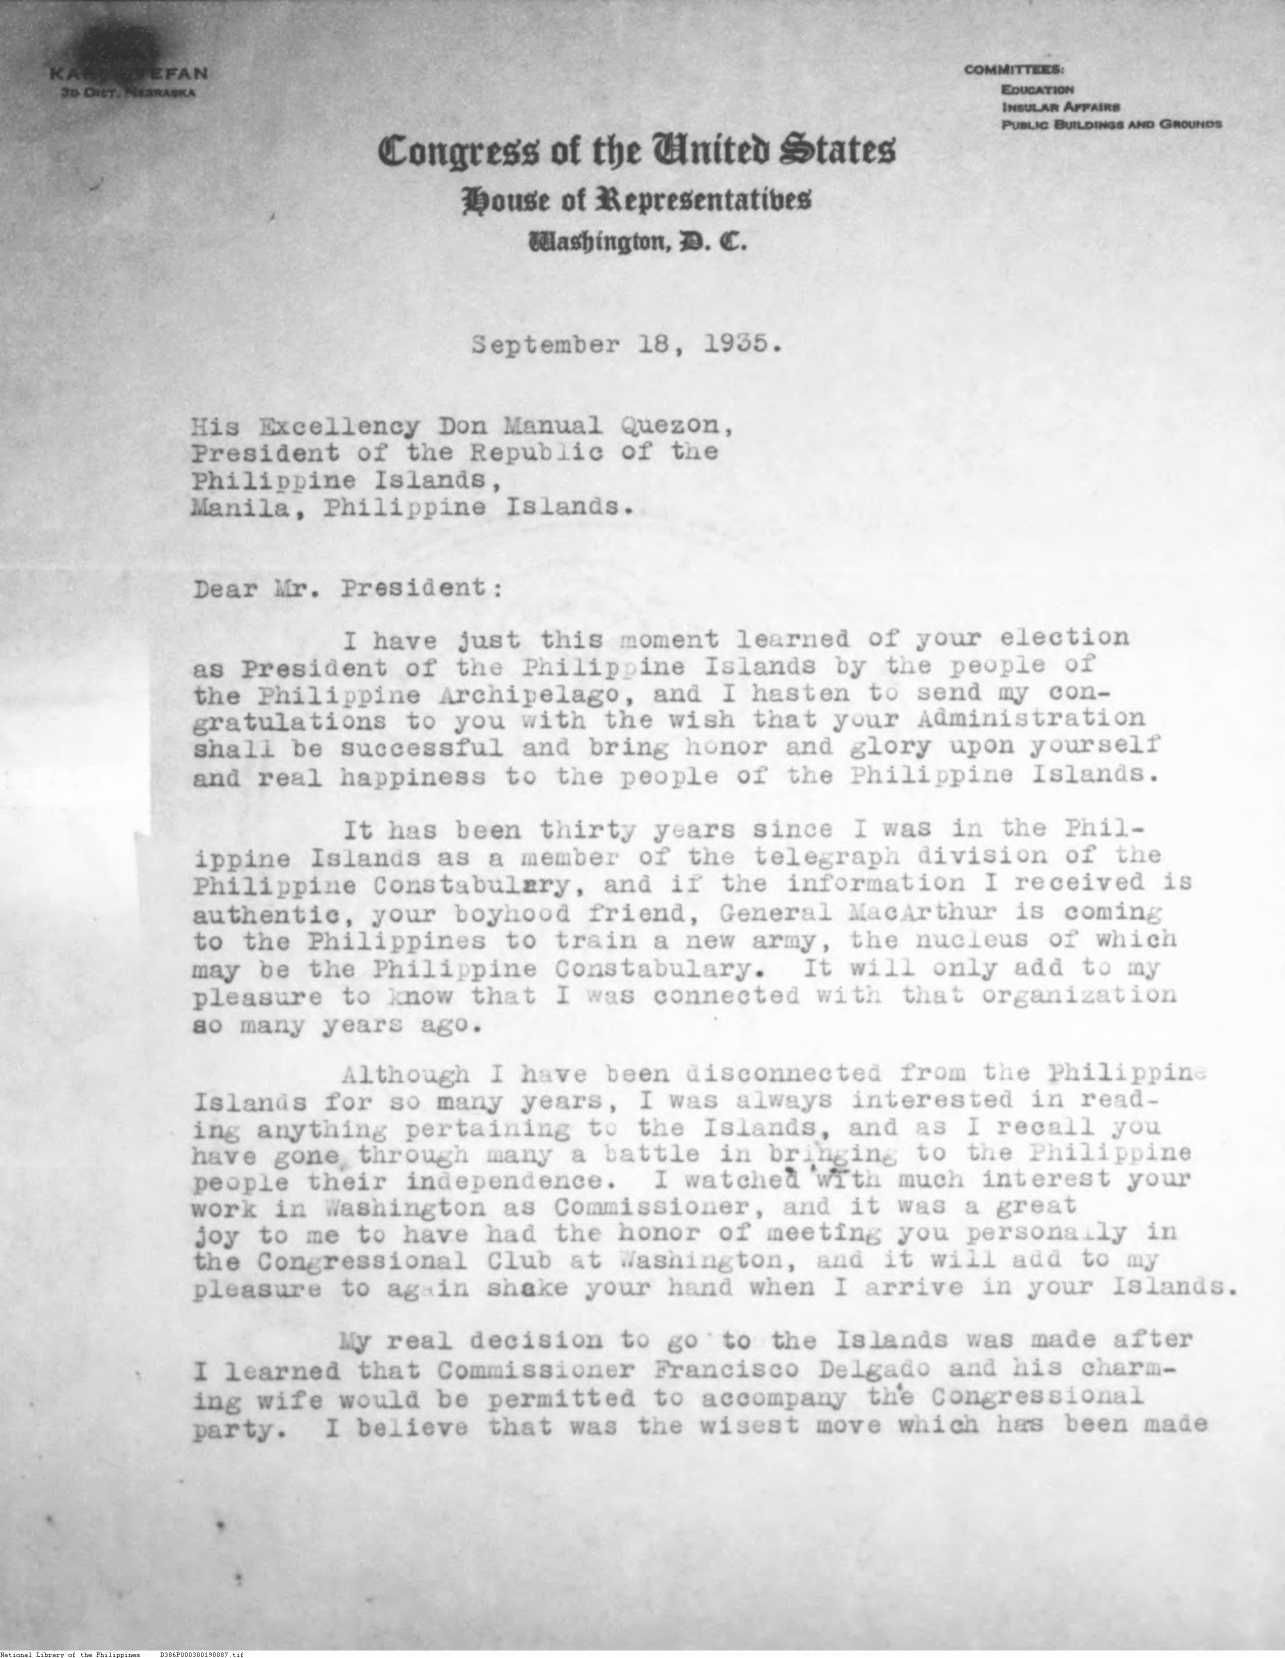 KARL STEFAN
3D DIST. NEBRASKA
COMMITTEES:
EDUCATION
INSULAR AFFAIRS
PUBLIC BUILDINGS AND GROUNDS
Congress of the United States
House of Representatives
Washington, D. C.
September 18, 1935.
His Excellency Don Manual Quezon,
President of the Republic of the
Philippine Islands,
Manila, Philippine Islands.
Dear Mr. President:
I have just this moment learned of your election
as President of the Philippine Islands by the people of
the Philippine Archipelago, and I hasten to send my con-
gratulations to you with the wish that your Administration
shall be successful and bring honor and glory upon yourself
and real happiness to the people of the Philippine Islands.
It has been thirty years since I was in the Phil-
ippine Islands as a member of the telegraph division of the
Philippine Constabulary, and if the information I received is
authentic, your boyhood friend, General MacArthur is coming
to the Philippines to train a new army, the nucleus of which
may be the Philippine Constabulary. It will only add to my
pleasure to know that I was connected with that organization
so many years ago.
Although I have been disconnected from the Philippine
Islands for so many years, I was always interested in read-
ing anything pertaining to the Islands, and as I recall you
have gone through many a battle in bringing to the Philippine
people their independence. I watched with much interest your
work in Washington as Commissioner, and it was a great
joy to me to have had the honor of meeting you personally in
the Congressional Club at Washington, and it will add to my
pleasure to again shake your hand when I arrive in your Islands.
My real decision to go to the Islands was made after
I learned that Commissioner Francisco Delgado and his charm-
ing wife would be permitted to accompany the Congressional
party. I believe that was the wisest move which has been made
National Library of the Philippines D386P000380198087.tif